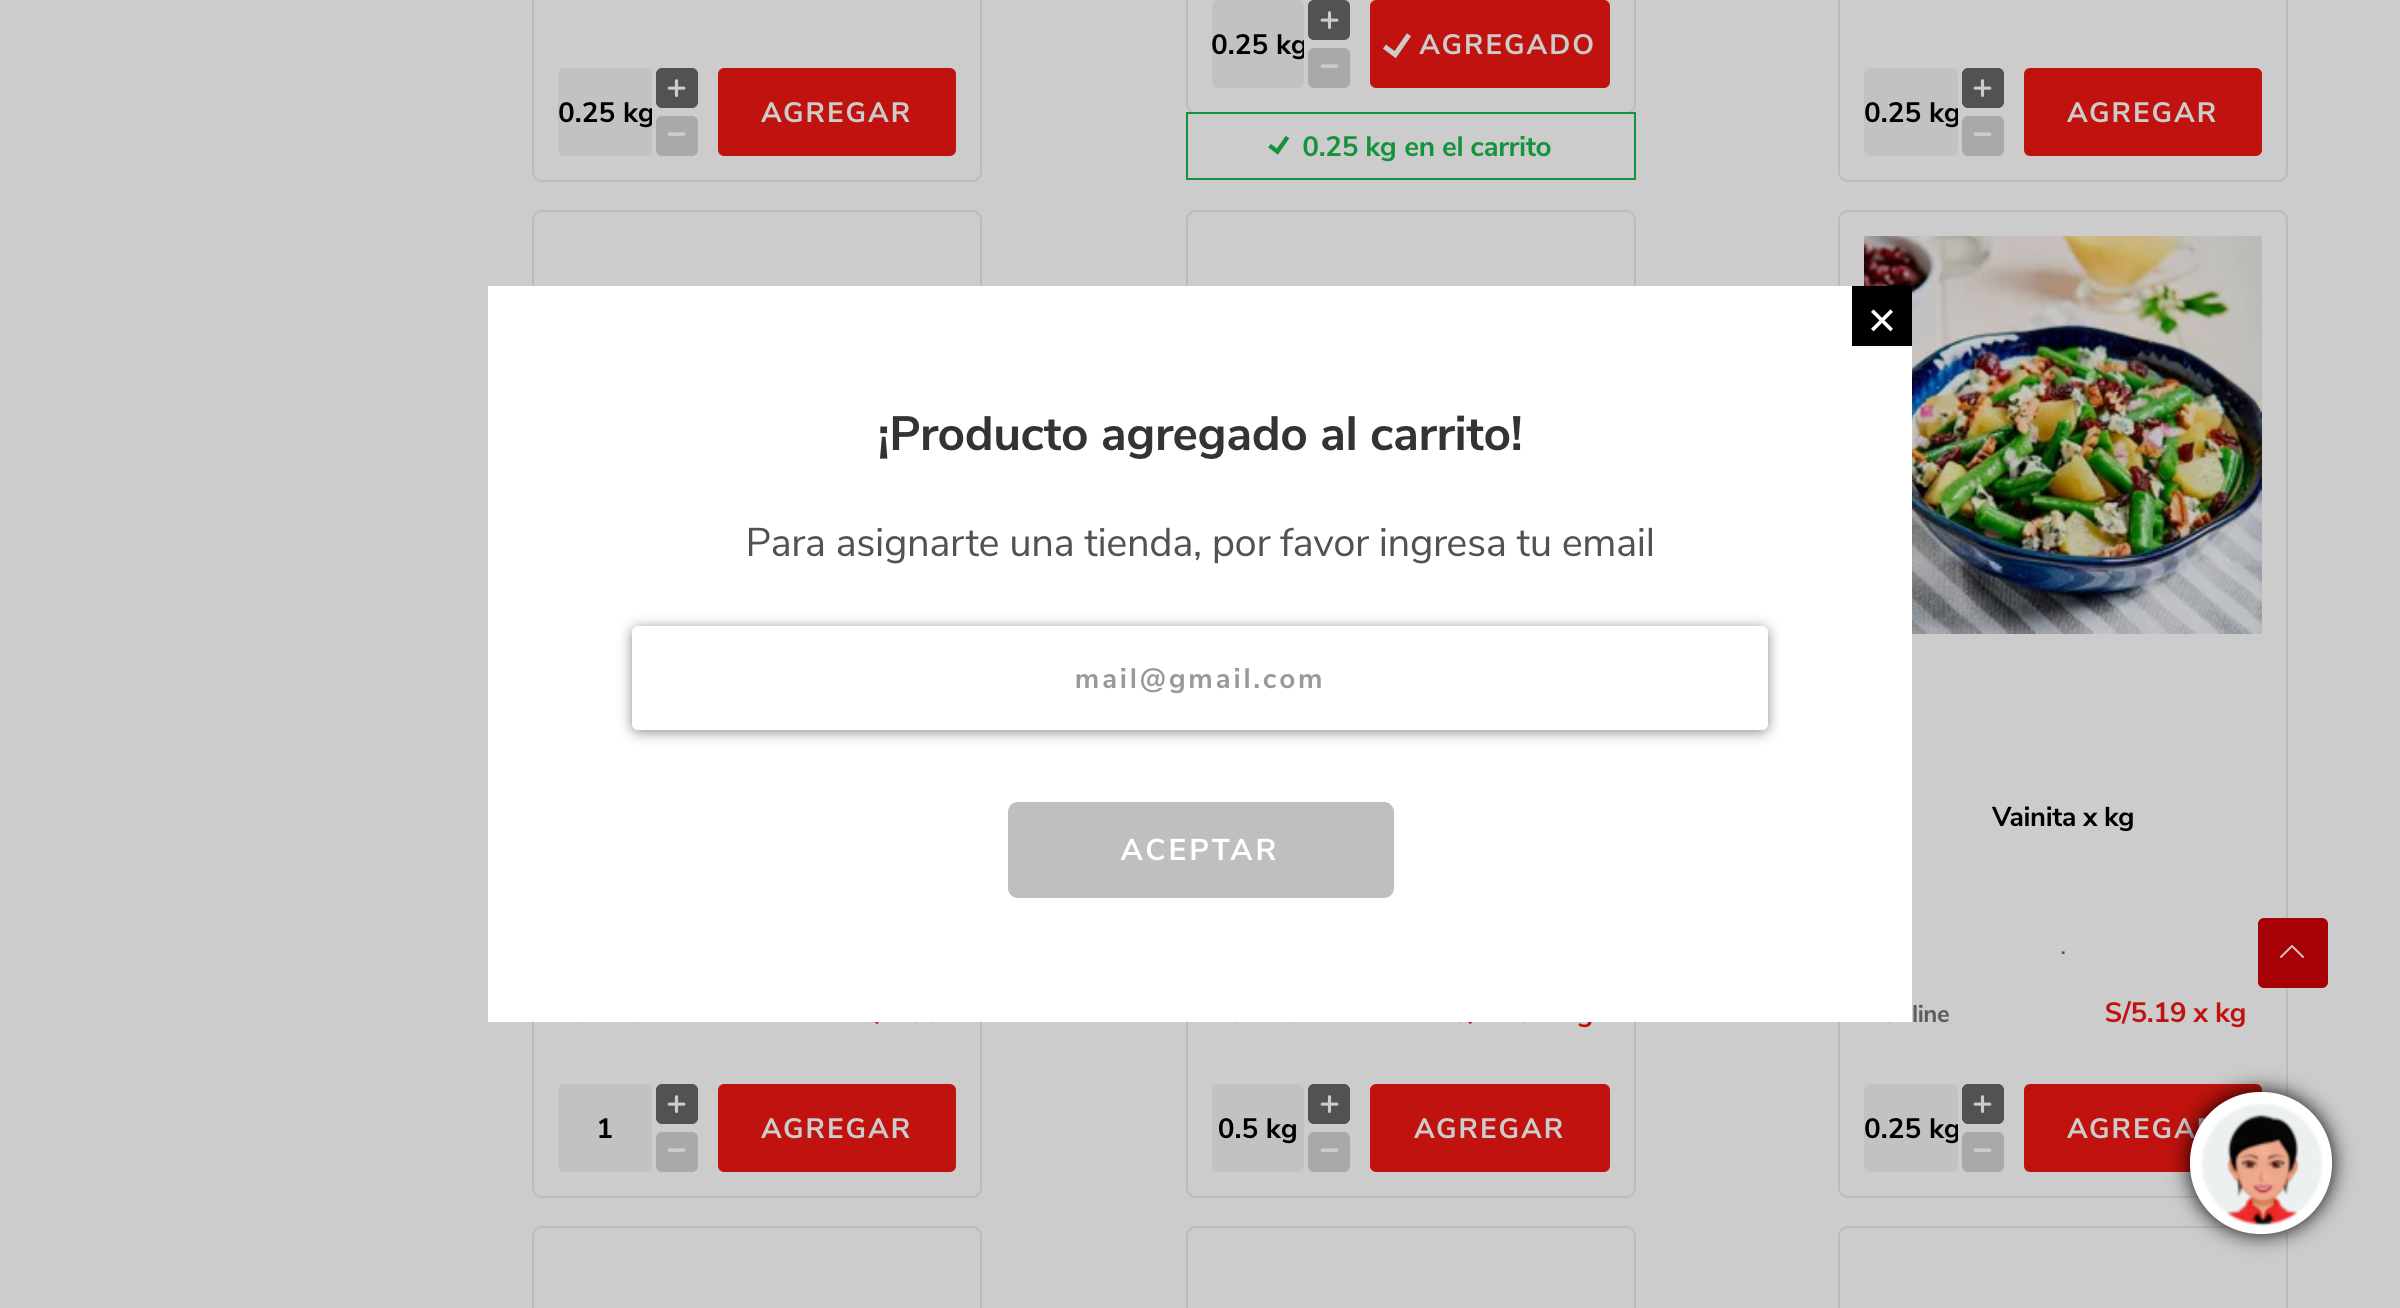 0.25 kg
AGREGADO
0.25 kg
AGREGAR
0.25 kg
AGREGAR
0.25 kg en el carrito
¡Producto agregado al carrito!
Para asignarte una tienda, por favor ingresa tu email
mail@gmail.com
ACEPTAR
Vainita x kg
.
line
S/5.19 x kg
1
AGREGAR
0.5 kg
AGREGAR
0.25 kg
AGREGA